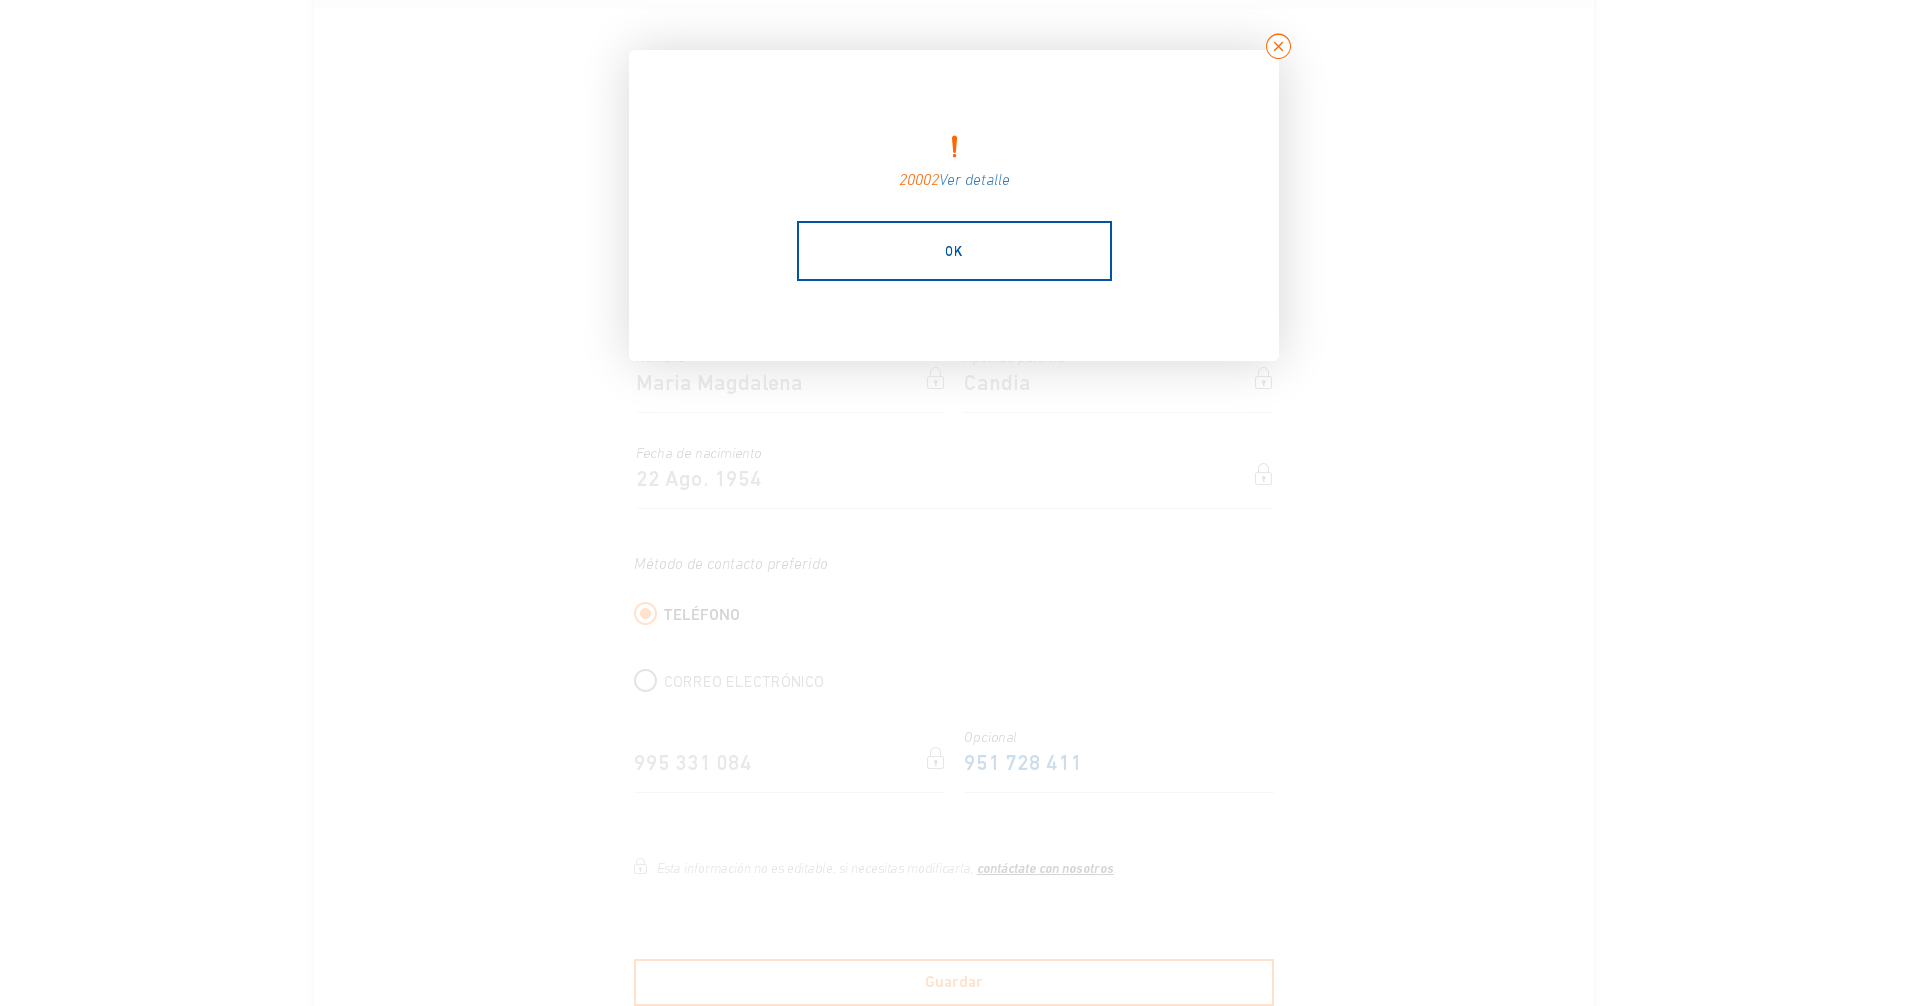 20002Ver detalle
OK
Maria Magdalena
Candia
Fecha de nacimiento
22 Ago. 1954
Método de contacto preferido
TELÉFONO
CORREO ELECTRÓNICO
Opcional
995 331 084
951 728 411
Esta información no es editable, si necesitas modificarla, contáctate con nosotros
Guardar